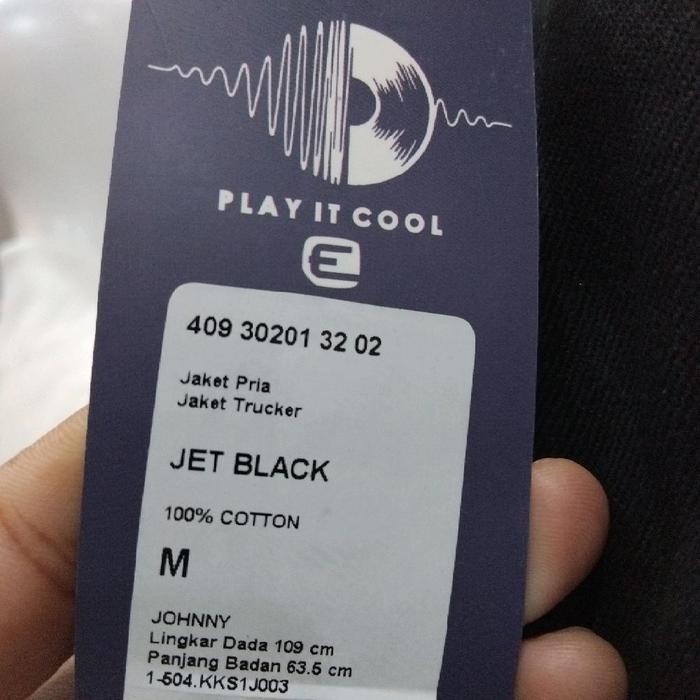 PLAY IT COOL
E
409 30201 32 02
Jaket Pria
Jaket Trucker
JET BLACK
100% COTTON
M
JOHNNY
Lingkar Dada 109 cm
Panjang Badan 63.5 cm
1-504.KKS1J003